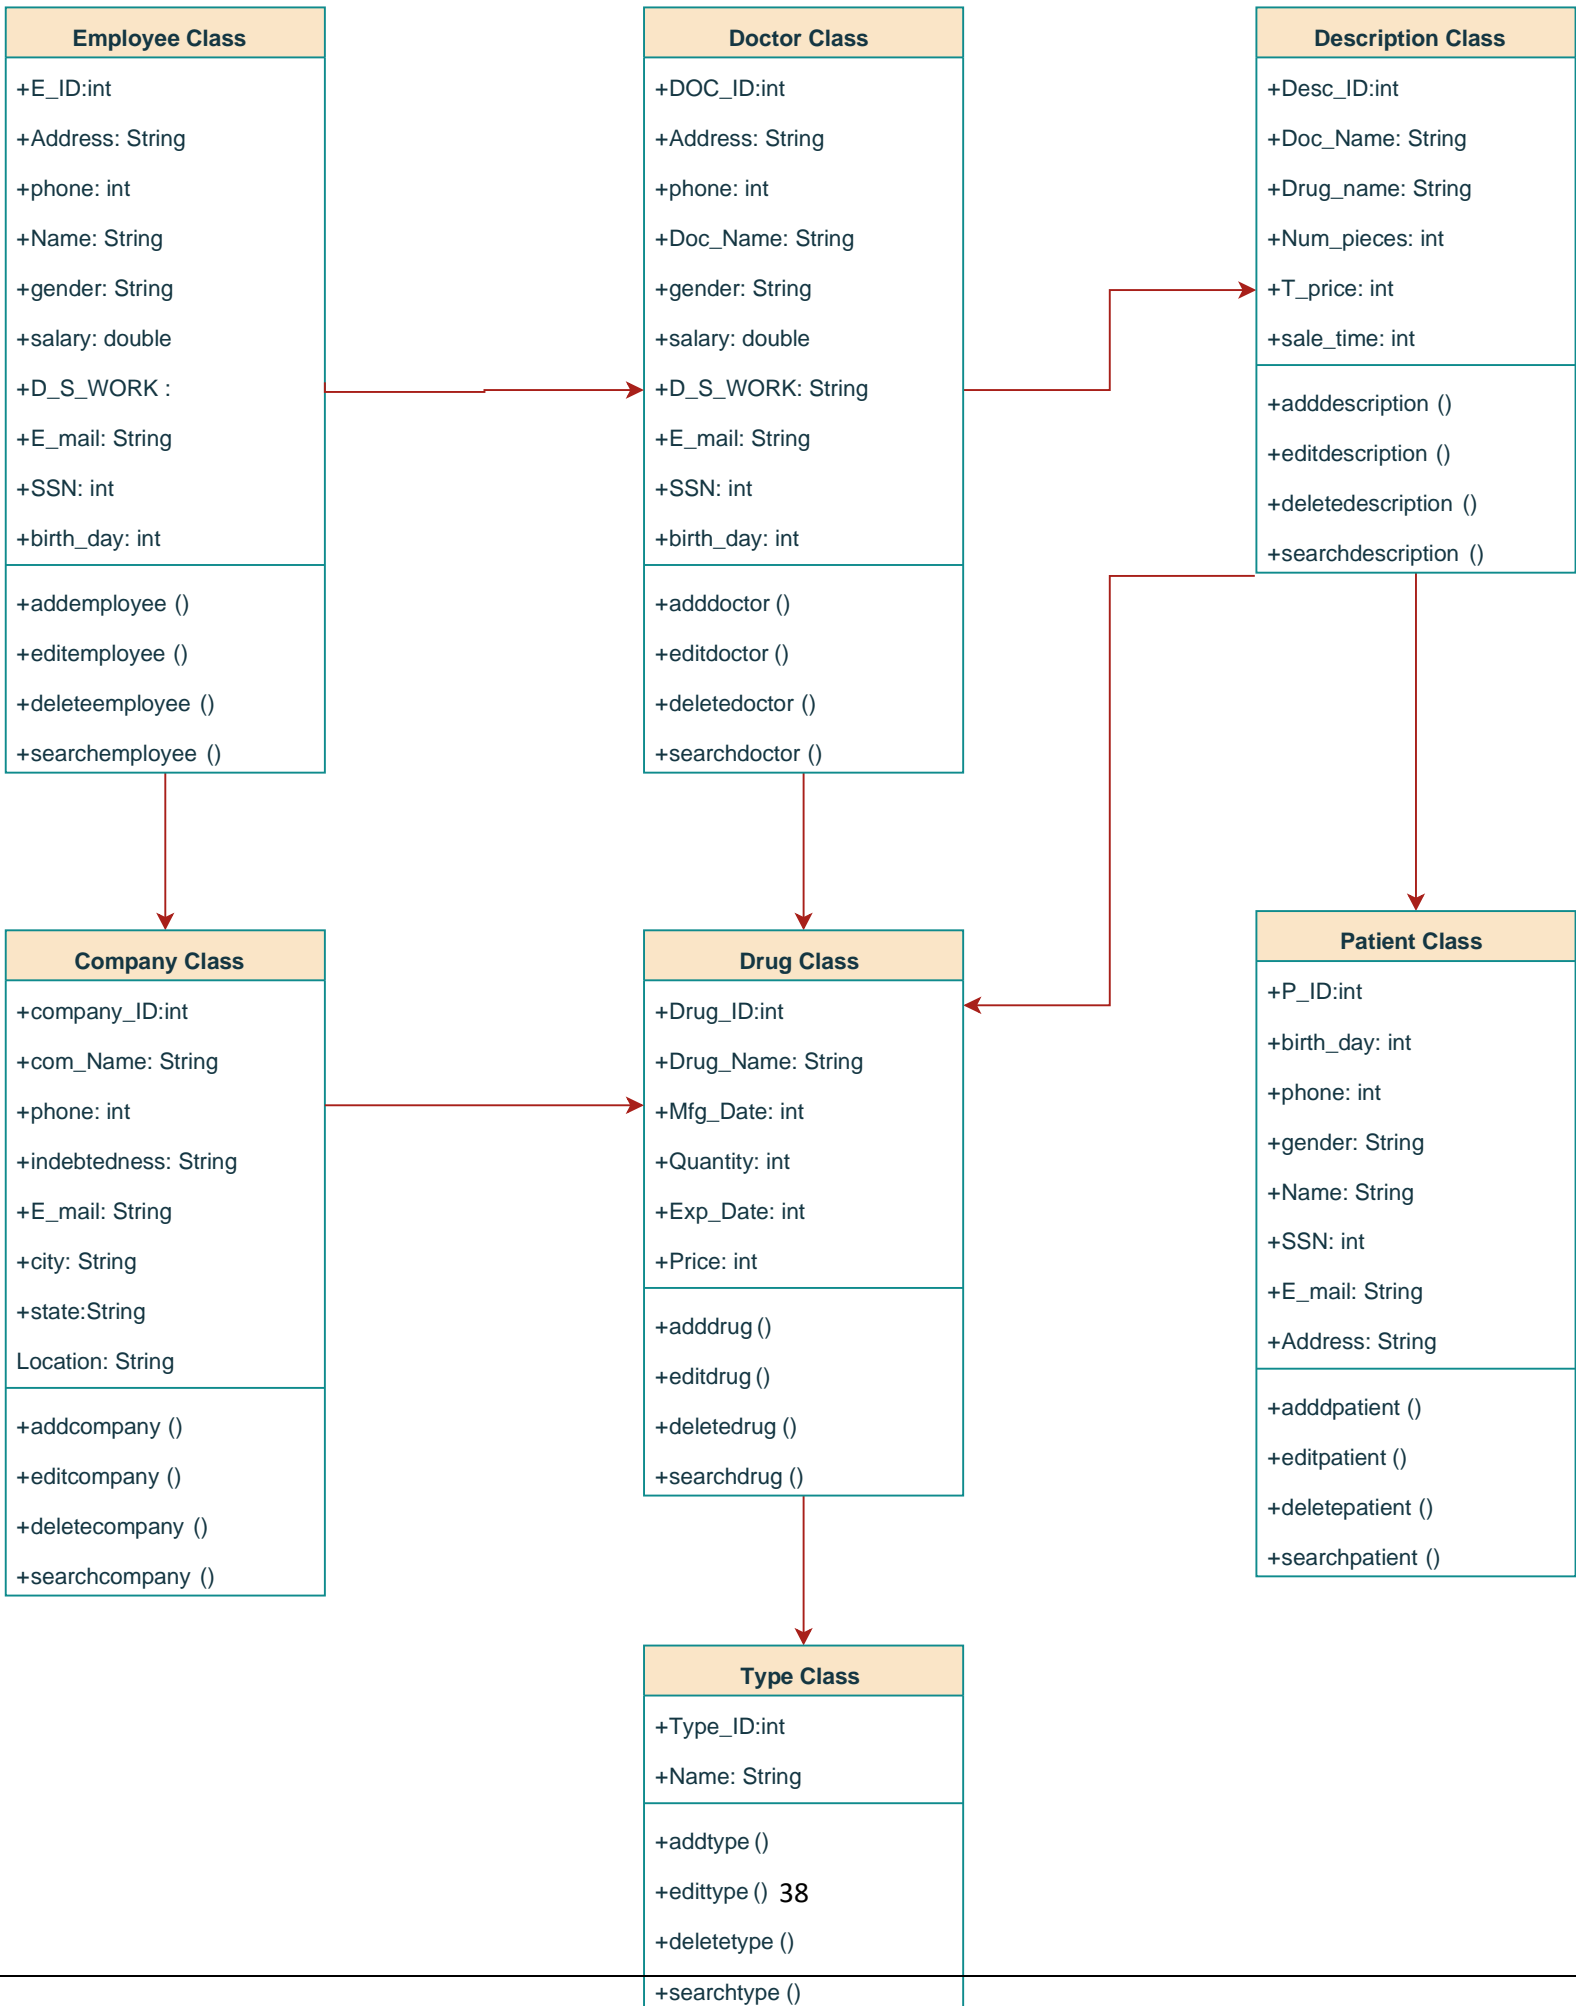 Employee Class
+E_ID:int
+Address: String
+phone: int
+Name: String
+gender: String
+salary: double
+D_S_WORK :
+E_mail: String
+SSN: int
+birth_day: int
+addemployee ()
+editemployee ()
+deleteemployee ()
+searchemployee ()
Doctor Class
+DOC_ID:int
+Address: String
+phone: int
+Doc_Name: String
+gender: String
+salary: double
+D_S_WORK: String
+E_mail: String
+SSN: int
+birth_day: int
+adddoctor ()
+editdoctor ()
+deletedoctor ()
+searchdoctor ()
Description Class
+Desc_ID:int
+Doc_Name: String
+Drug_name: String
+Num_pieces: int
+T_price: int
+sale_time: int
+adddescription ()
+editdescription ()
+deletedescription ()
+searchdescription ()
Company Class
+company_ID:int
+com_Name: String
+phone: int
+indebtedness: String
+E_mail: String
+city: String
+state:String
Location: String
+addcompany ()
+editcompany ()
+deletecompany ()
+searchcompany ()
Drug Class
+Drug_ID:int
+Drug_Name: String
+Mfg_Date: int
+Quantity: int
+Exp_Date: int
+Price: int
+adddrug ()
+editdrug ()
+deletedrug ()
+searchdrug ()
Patient Class
+P_ID:int
+birth_day: int
+phone: int
+gender: String
+Name: String
+SSN: int
+E_mail: String
+Address: String
+adddpatient ()
+editpatient ()
+deletepatient ()
+searchpatient ()
Type Class
+Type_ID:int
+Name: String
+addtype ()
+edittype () 38
+deletetype ()
+searchtype ()